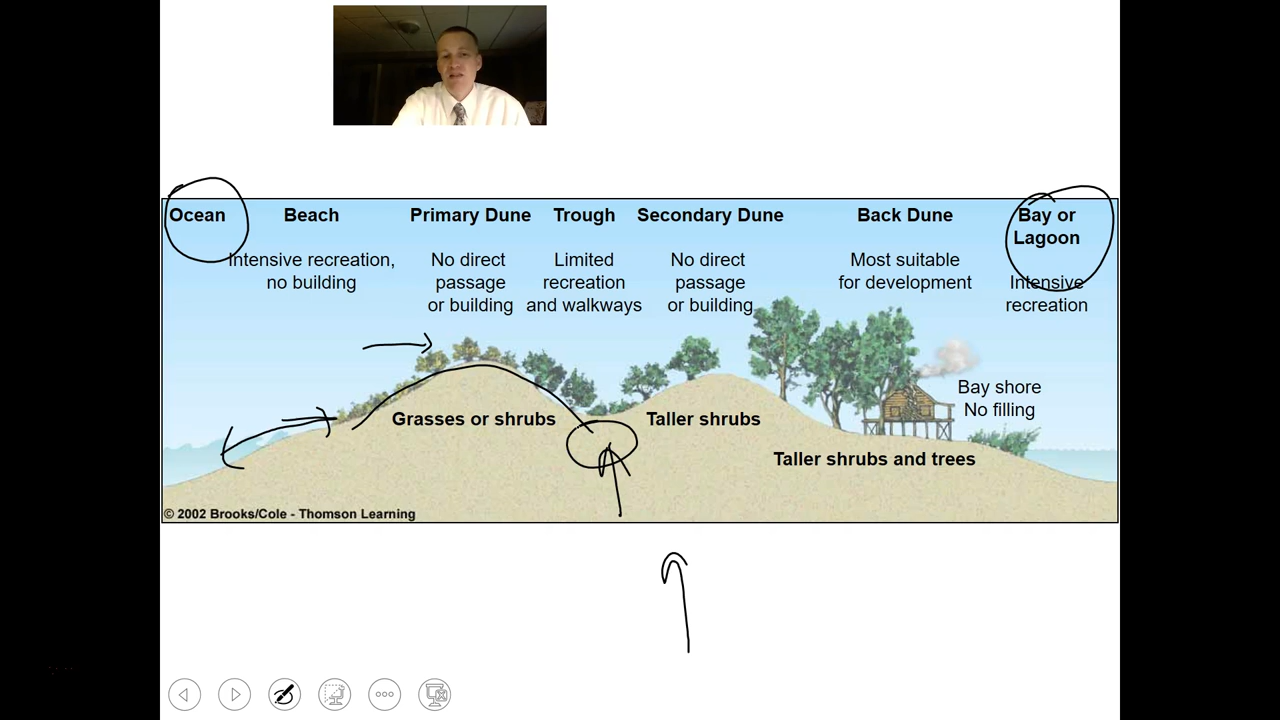 Ocean
Beach
Primary Dune
Trough
Secondary Dune
Back Dune
Bay or
Lagoon
Intensive recreation,
no building
No direct
passage
or building
Limited
recreation
and walkways
No direct
passage
or building
Most suitable
for development
Intensive
recreation
Bay shore
No filling
Grasses or shrubs
Taller shrubs
Taller shrubs and trees
© 2002 Brooks/Cole - Thomson Learning